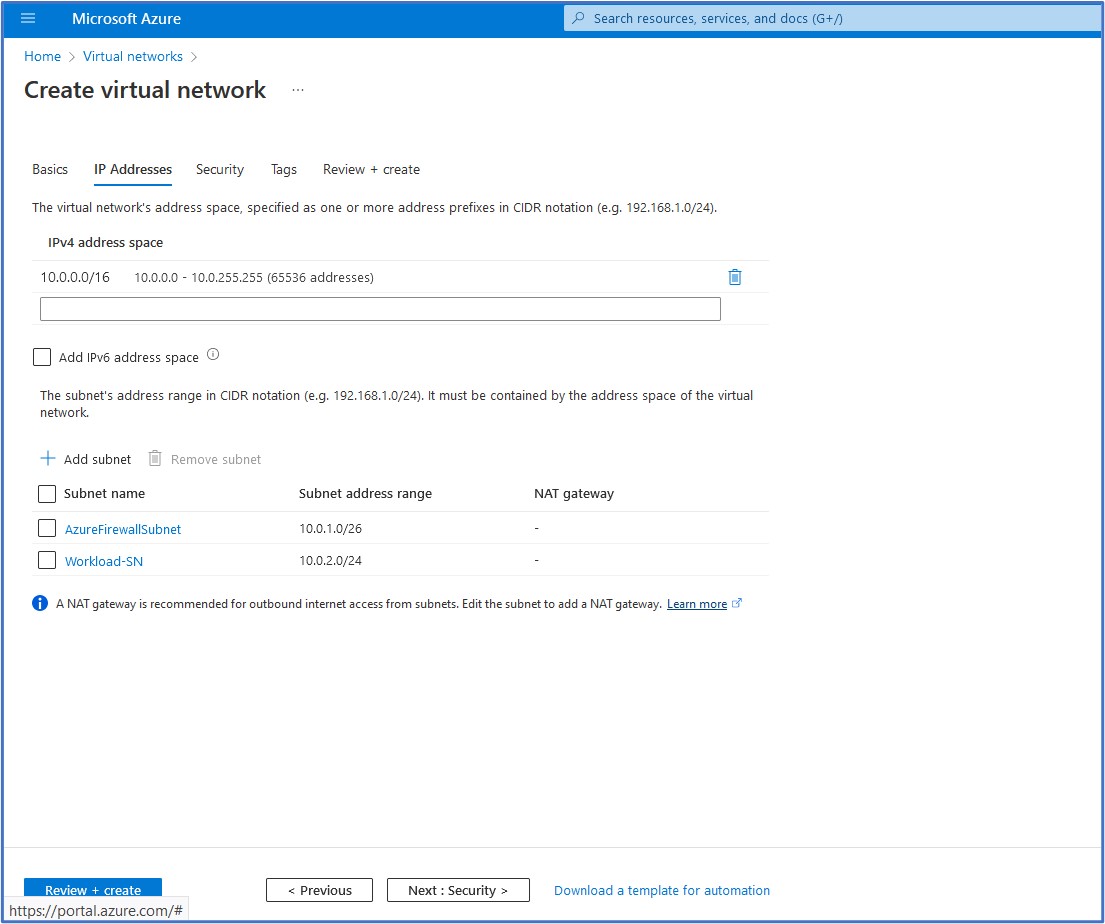 Microsoft Azure
Search resources, services, and docs (G+/)
Home > Virtual networks >
Create virtual network ...
Basics IP Addresses Security Tags Review + create
The virtual network's address space, specified as one or more address prefixes in CIDR notation (e.g. 192.168.1.0/24).
IPv4 address space
10.0.0.0/16 10.0.0.0 - 10.0.255.255 (65536 addresses)
Add IPv6 address space
The subnet's address range in CIDR notation (e.g. 192.168.1.0/24). It must be contained by the address space of the virtual
network.
+ Add subnet Remove subnet
Subnet name Subnet address range NAT gateway
AzureFirewallSubnet 10.0.1.0/26 -
Workload-SN 10.0.2.0/24 -
A NAT gateway is recommended for outbound internet access from subnets. Edit the subnet to add a NAT gateway. Learn more
Review + create < Previous Next : Security > Download a template for automation
https://portal.azure.com/#